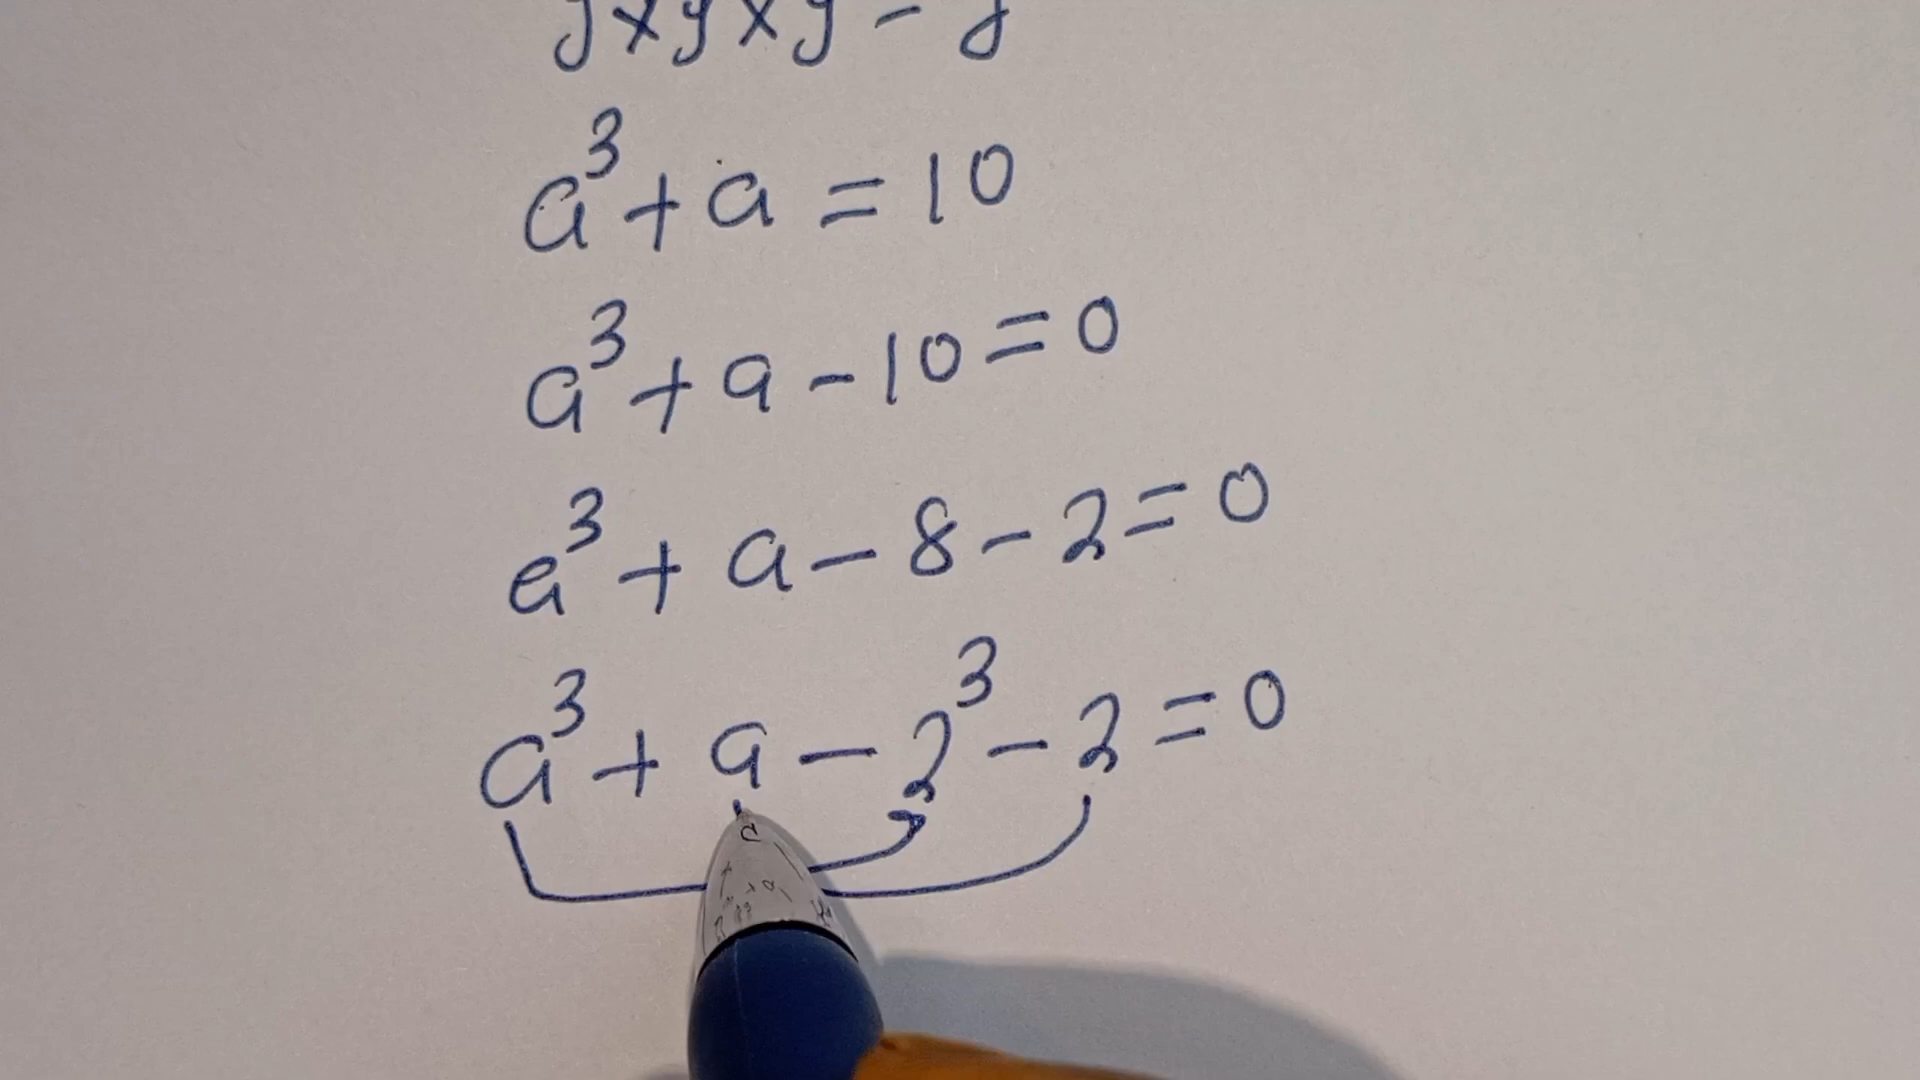 y×y×y - y
a³ + a = 10
a³ + a - 10 = 0
a³ + a - 8 - 2 = 0
a³ + a - 2³ - 2 = 0